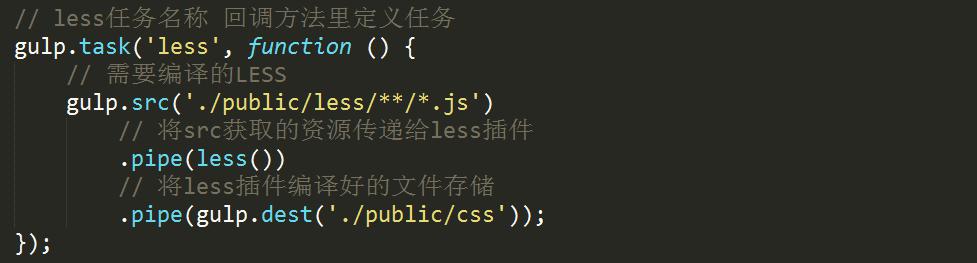 // less任务名称 回调方法里定义任务
gulp.task('less', function () {
    // 需要编译的LESS
    gulp.src('./public/less/**/*.js')
        // 将src获取的资源传递给less插件
        .pipe(less())
        // 将less插件编译好的文件存储
        .pipe(gulp.dest('./public/css'));
});